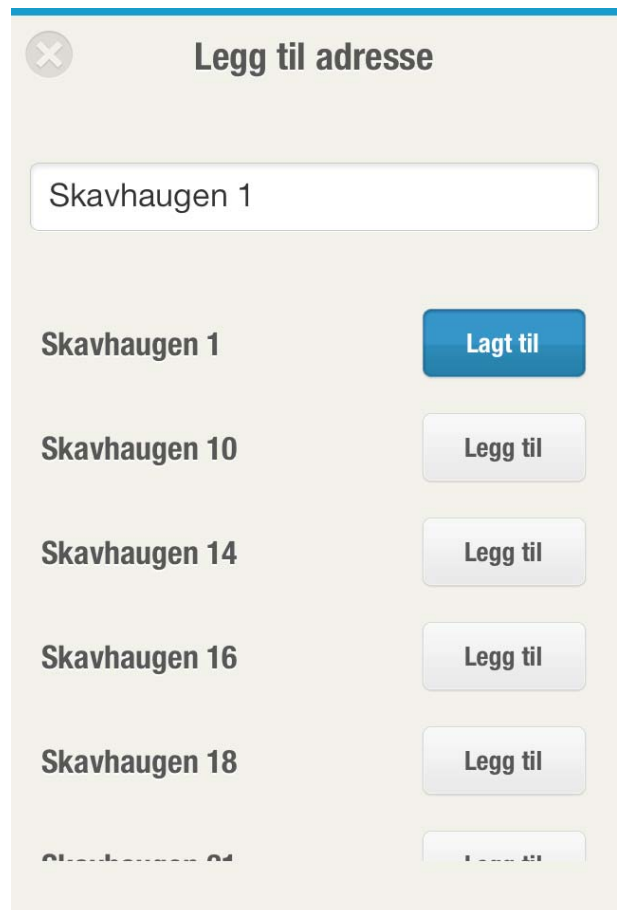 Legg til adresse
Skavhaugen 1
Skavhaugen 1 Lagt til
Skavhaugen 10 Legg til
Skavhaugen 14 Legg til
Skavhaugen 16 Legg til
Skavhaugen 18 Legg til